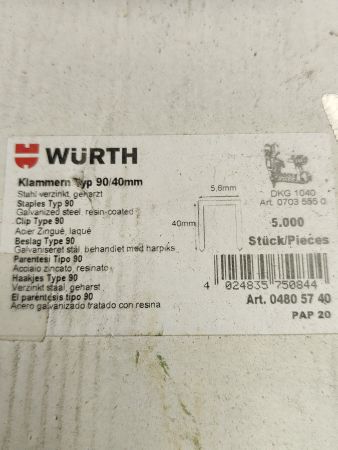 WÜRTH
Klammern Typ 90/40mm
Stahl verzinkt, geharzt
Staples Typ 90
Galvanized steel, resin-coated
Clip Type 90
Acier Zingué, laqué
Beslag Type 90
Galvaniseret stål, behandlet med harpiks
Parentesi Tipo 90
Acciaio zincato, resinato
Haakjes Type 90
Verzinkt staal, geharst
El paréntesis tipo 90
Acero galvanizado tratado con resina
5,8mm
40mm
DKG 1040
Art. 0703 555 0
5.000
Stück/Pieces
4 024835 750844
Art. 0480 57 40
PAP 20